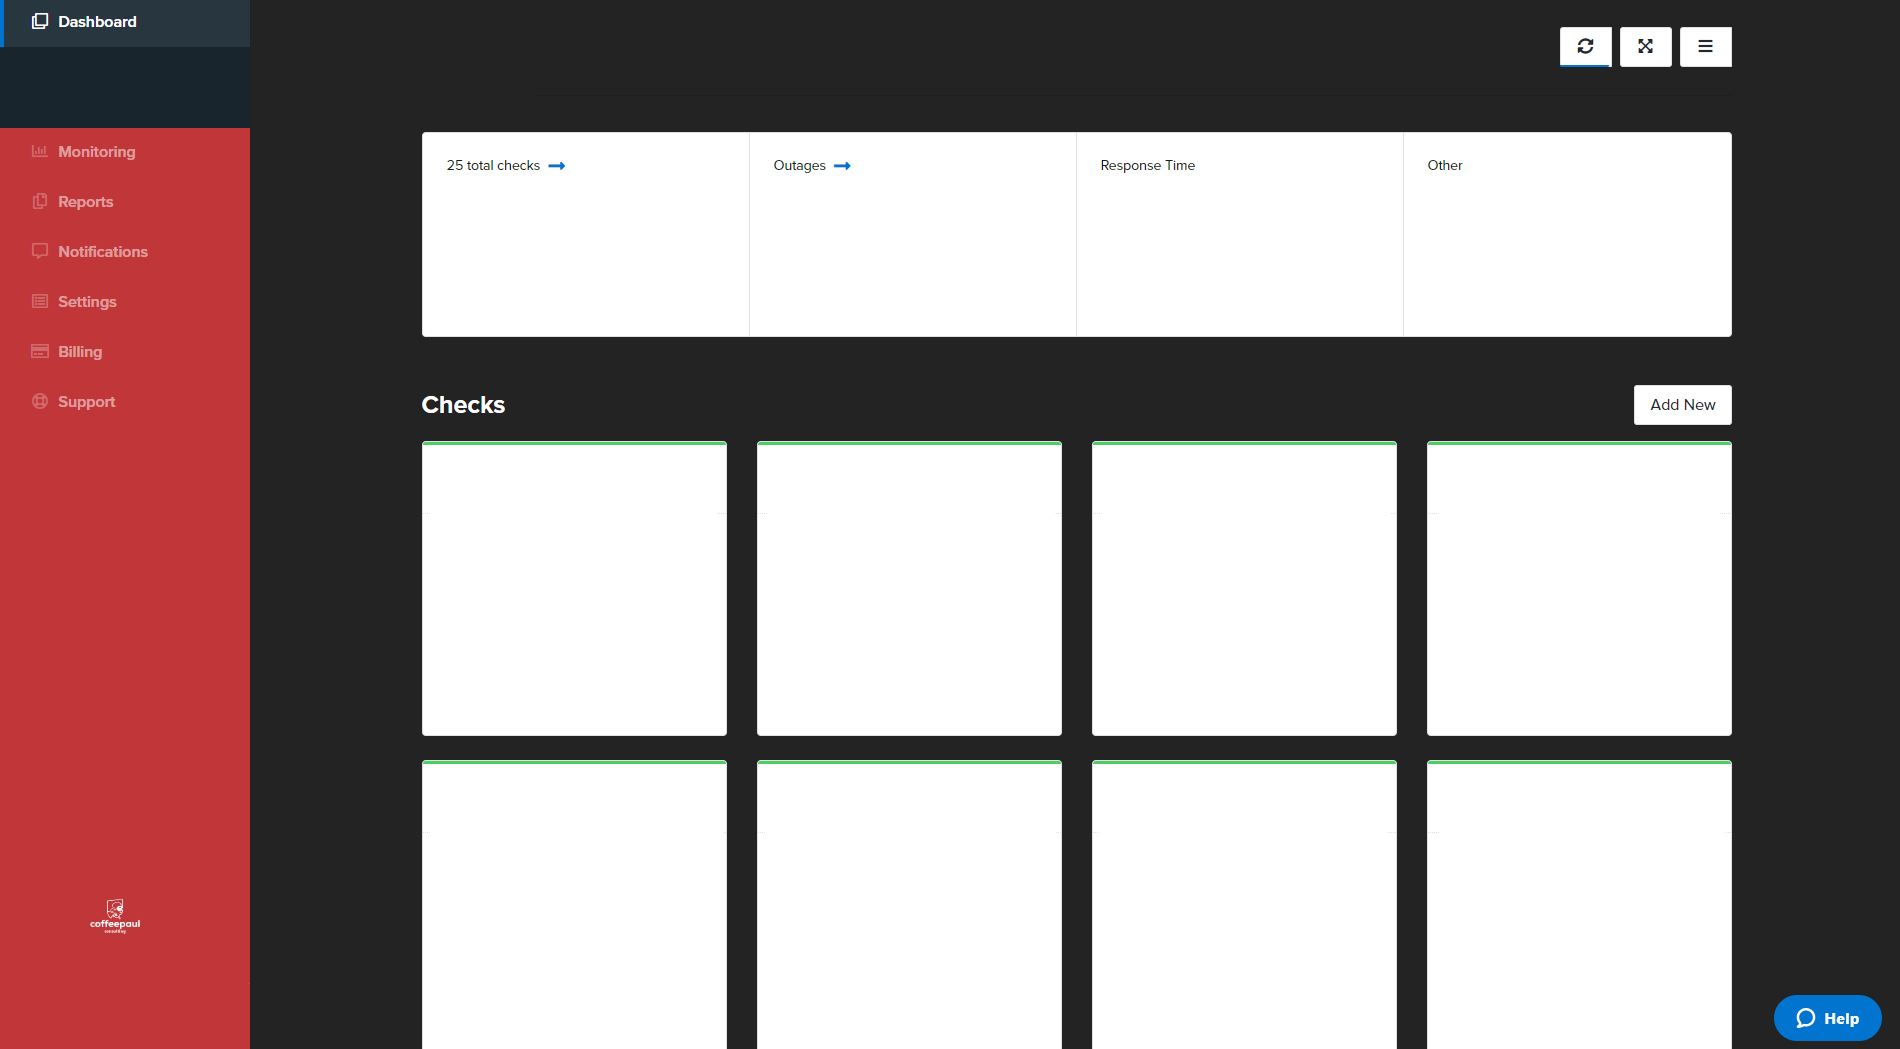 Dashboard
Monitoring
Reports
Notifications
Settings
Billing
Support
coffeepaul
consulting
25 total checks
Outages
Response Time
Other
Checks
Add New
Help